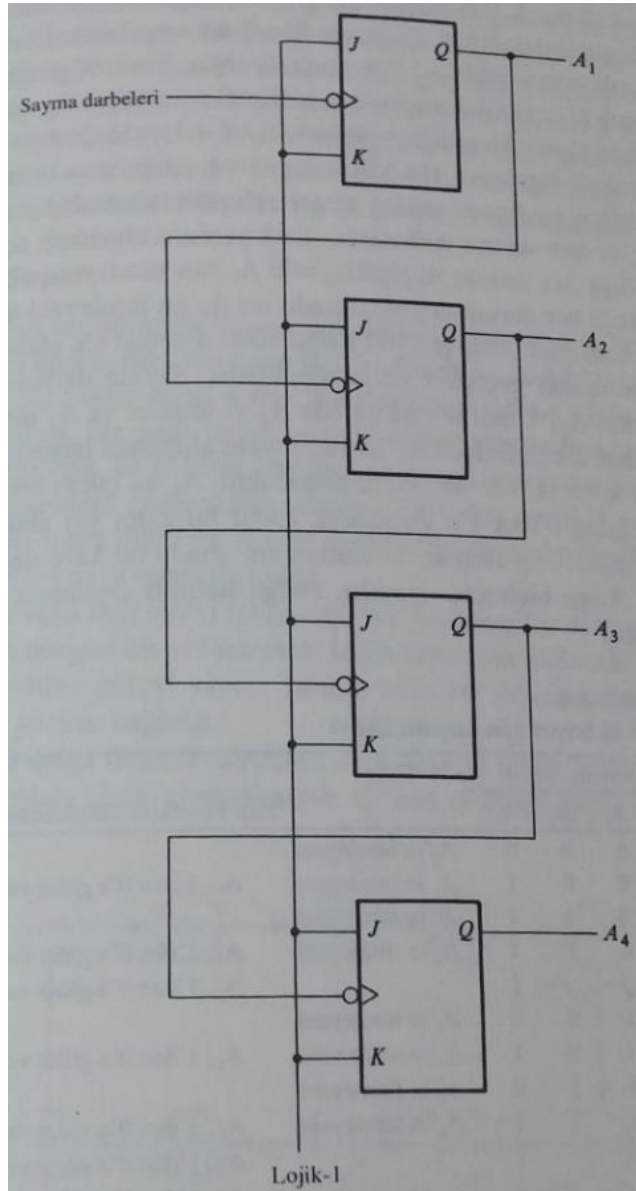 J Q A₁
Sayma darbeleri
K
J Q A₂
K
J Q A₃
K
J Q A₄
K
Lojik-1